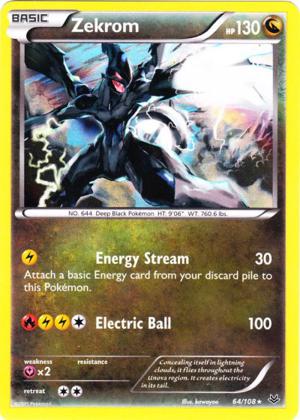 BASIC
Zekrom
HP 130
NO. 644 Deep Black Pokémon HT: 9'06" WT: 760.6 lbs.
Energy Stream 30
Attach a basic Energy card from your discard pile to
this Pokémon.
Electric Ball 100
weakness resistance
×2
retreat
Concealing itself in lightning
clouds, it flies throughout the
Unova region. It creates electricity
in its tail.
Illus. kawayoo
64/108 ★